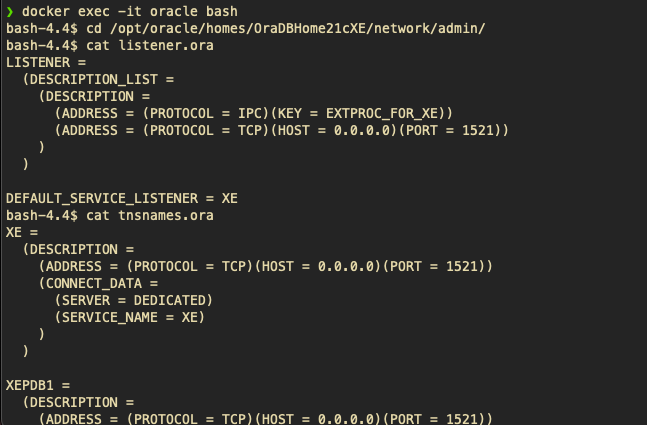 ❯ docker exec -it oracle bash
bash-4.4$ cd /opt/oracle/homes/OraDBHome21cXE/network/admin/
bash-4.4$ cat listener.ora
LISTENER =
  (DESCRIPTION_LIST =
    (DESCRIPTION =
      (ADDRESS = (PROTOCOL = IPC)(KEY = EXTPROC_FOR_XE))
      (ADDRESS = (PROTOCOL = TCP)(HOST = 0.0.0.0)(PORT = 1521))
    )
  )

DEFAULT_SERVICE_LISTENER = XE
bash-4.4$ cat tnsnames.ora
XE =
  (DESCRIPTION =
    (ADDRESS = (PROTOCOL = TCP)(HOST = 0.0.0.0)(PORT = 1521))
    (CONNECT_DATA =
      (SERVER = DEDICATED)
      (SERVICE_NAME = XE)
    )
  )

XEPDB1 =
  (DESCRIPTION =
    (ADDRESS = (PROTOCOL = TCP)(HOST = 0.0.0.0)(PORT = 1521))